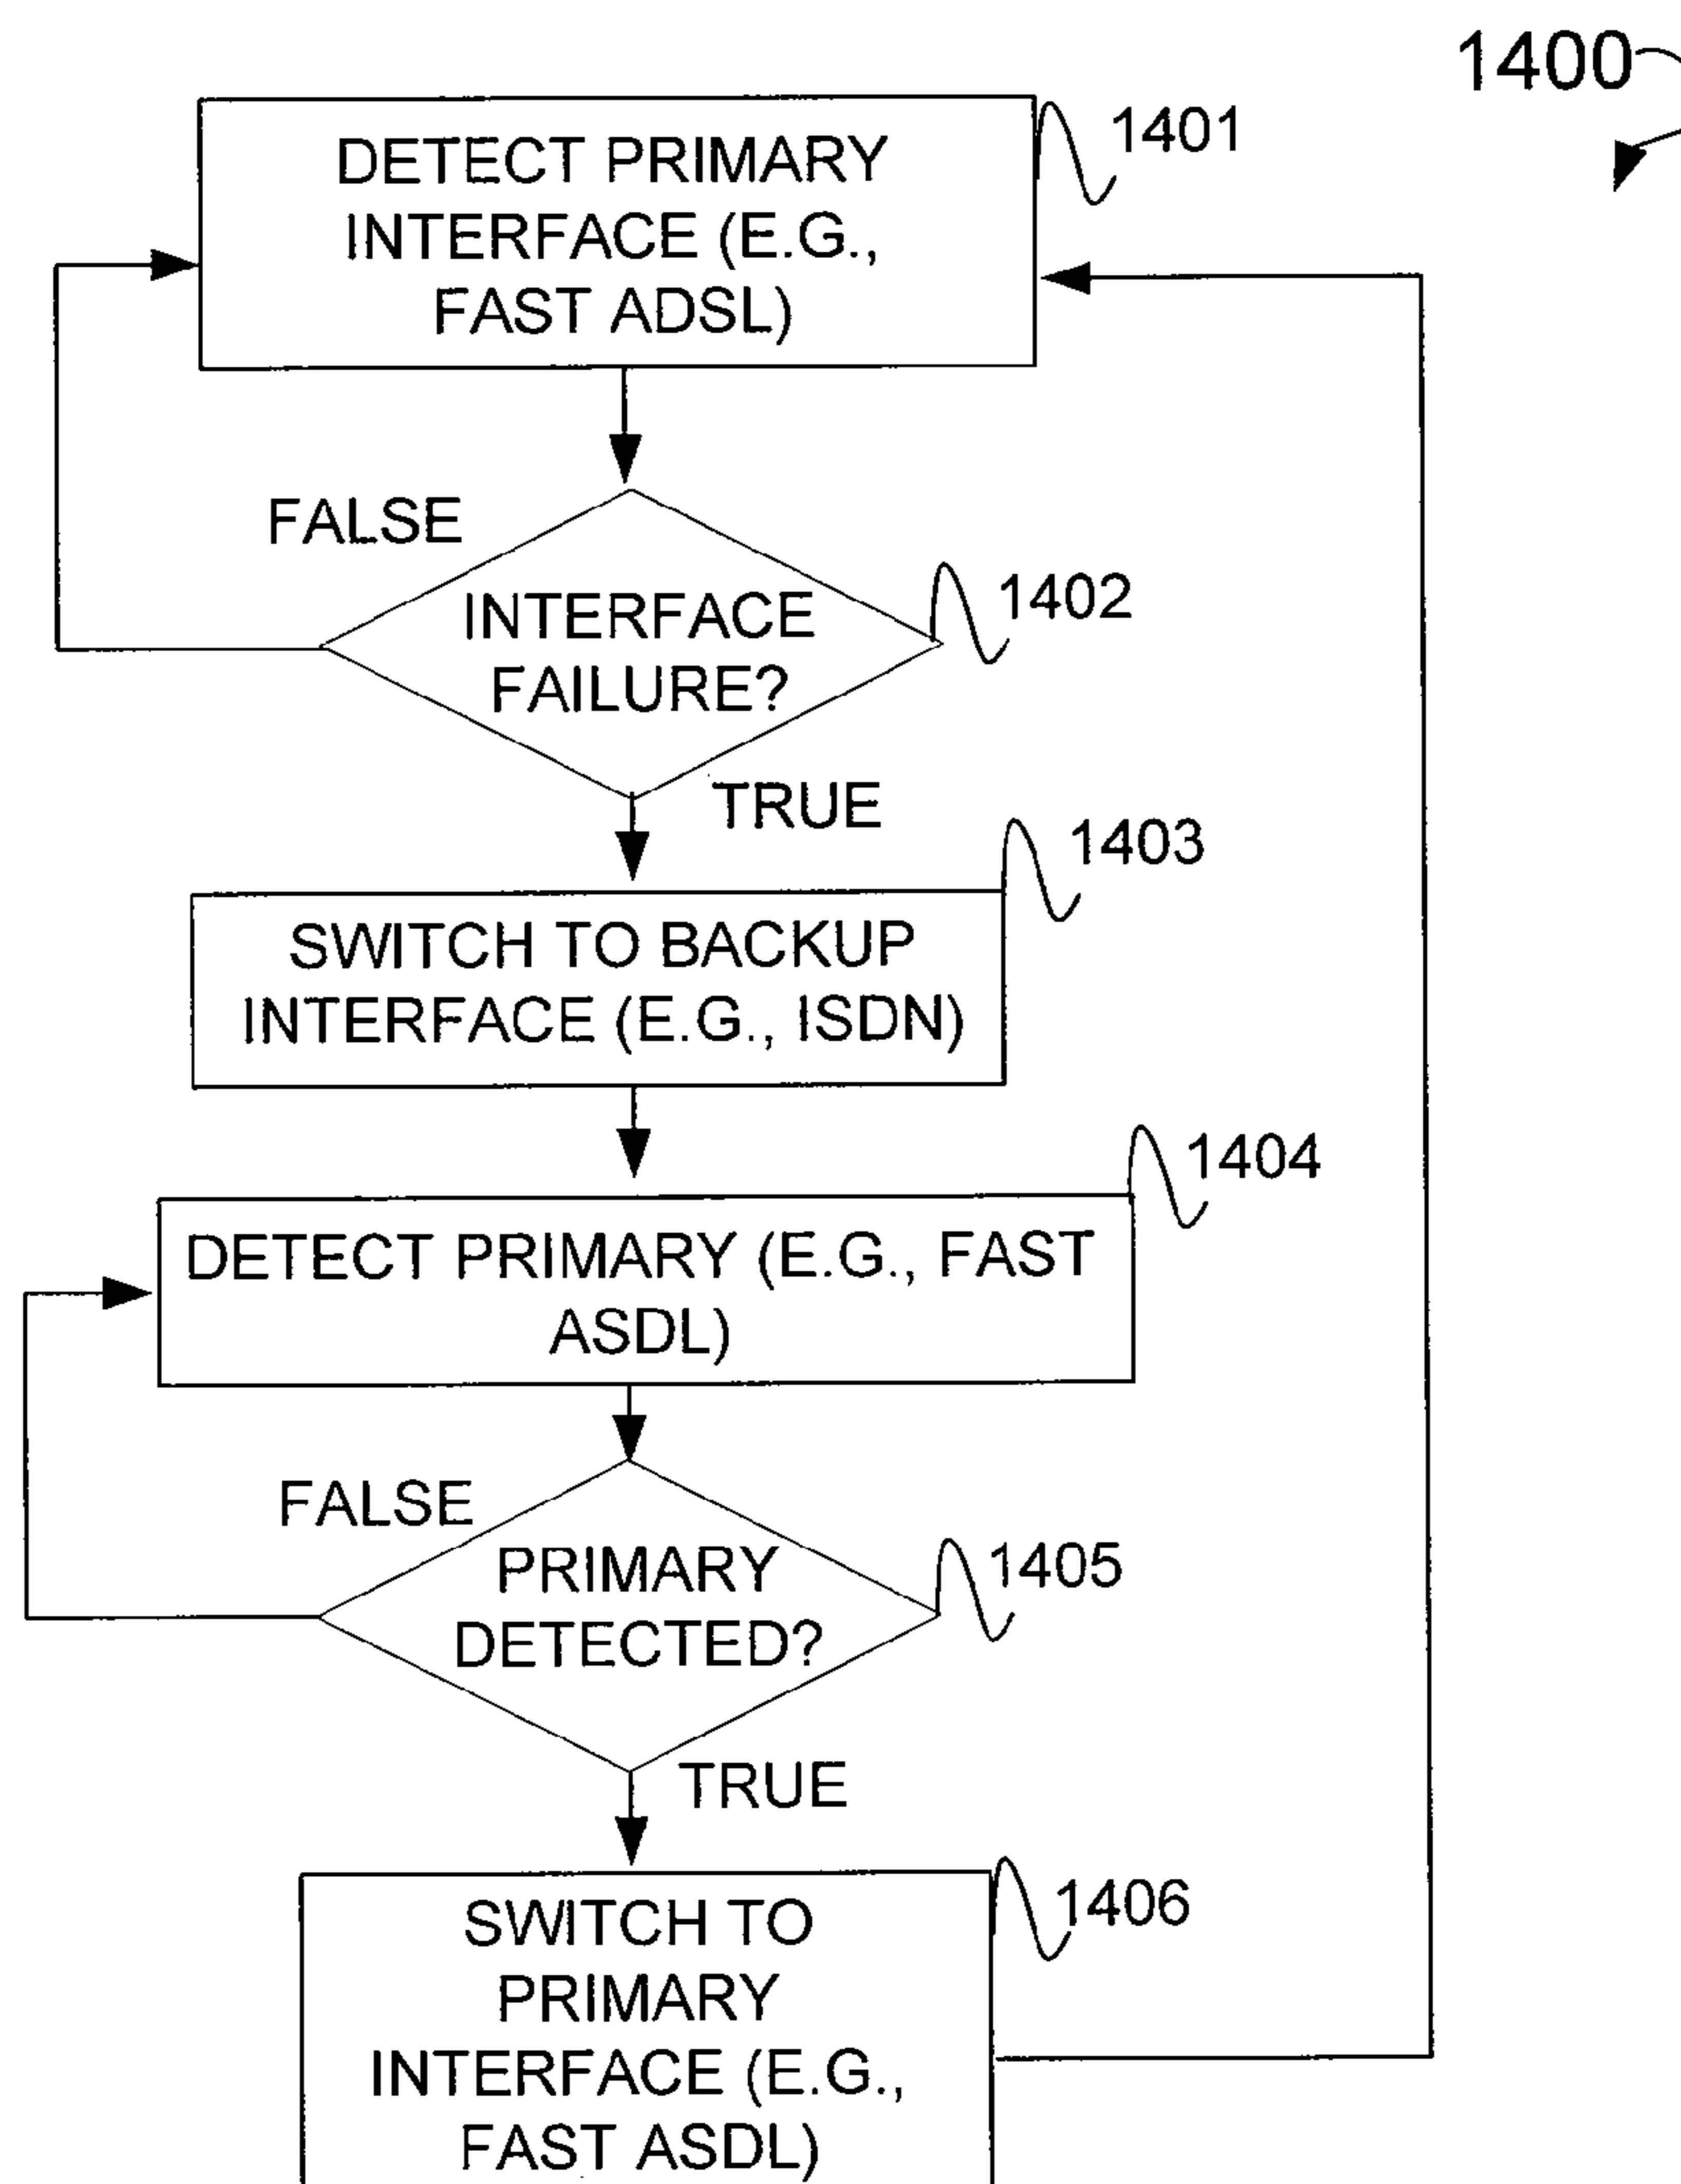 1400
DETECT PRIMARY
INTERFACE (E.G.,
FAST ADSL)
1401
FALSE
INTERFACE
FAILURE?
1402
TRUE
1403
SWITCH TO BACKUP
INTERFACE (E.G., ISDN)
1404
DETECT PRIMARY (E.G., FAST
ASDL)
FALSE
PRIMARY
DETECTED?
1405
TRUE
1406
SWITCH TO
PRIMARY
INTERFACE (E.G.,
FAST ASDL)